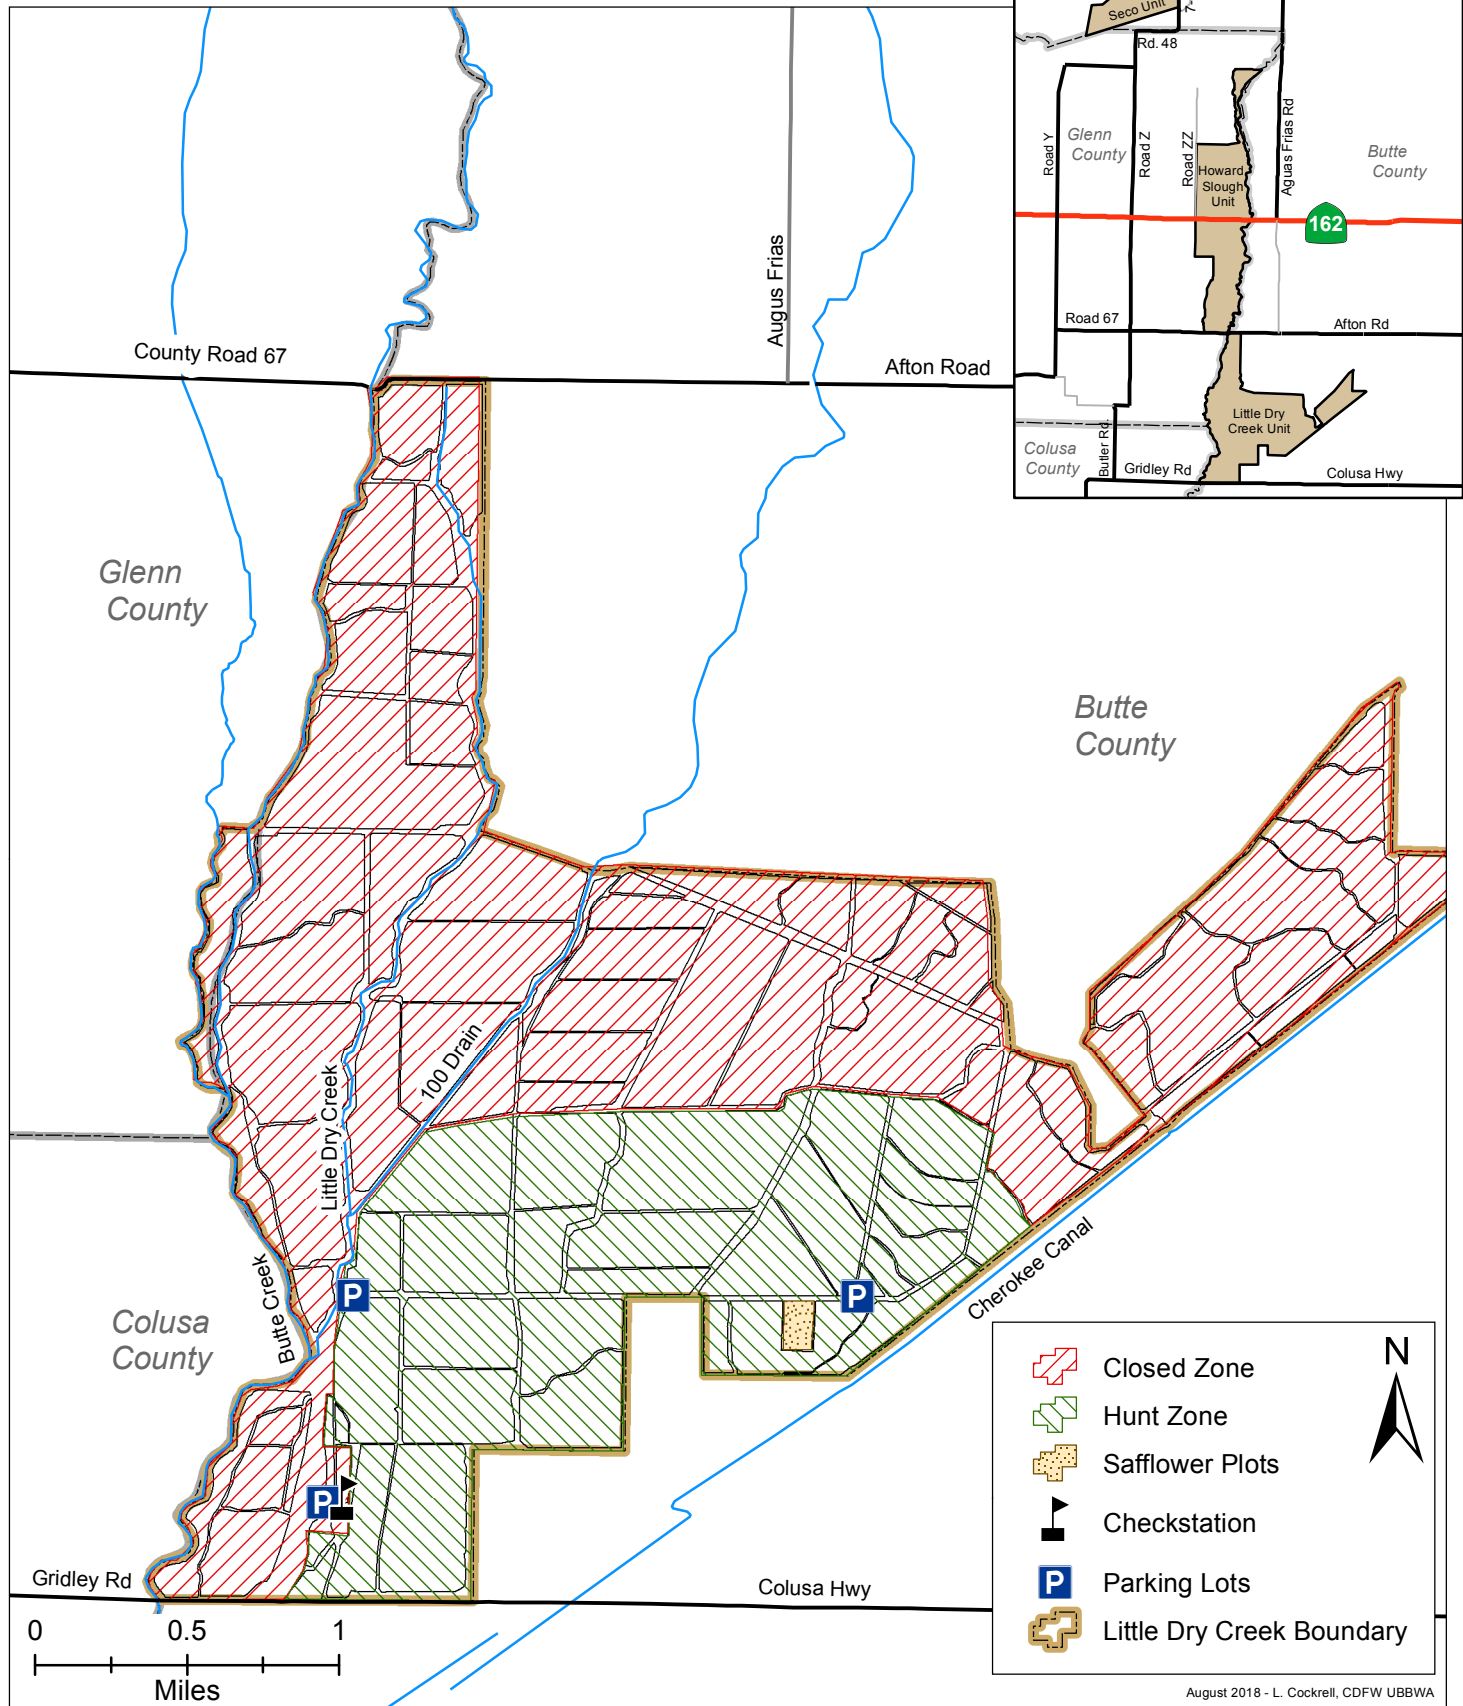 Seco Unit
Rd. 48
Road Y
Glenn
County
Road Z
Road ZZ
Howard
Slough
Unit
Aguas Frias Rd
Butte
County
162
Road 67
Afton Rd
Little Dry
Creek Unit
Colusa
County
Butler Rd.
Gridley Rd
Colusa Hwy
Augus Frias
County Road 67
Afton Road
Glenn
County
Butte
County
Little Dry Creek
100 Drain
Butte Creek
Cherokee Canal
Colusa
County
P
P
P
Gridley Rd
Colusa Hwy
0 0.5 1
Miles
N
Closed Zone
Hunt Zone
Safflower Plots
Checkstation
P Parking Lots
Little Dry Creek Boundary
August 2018 - L. Cockrell, CDFW UBBWA